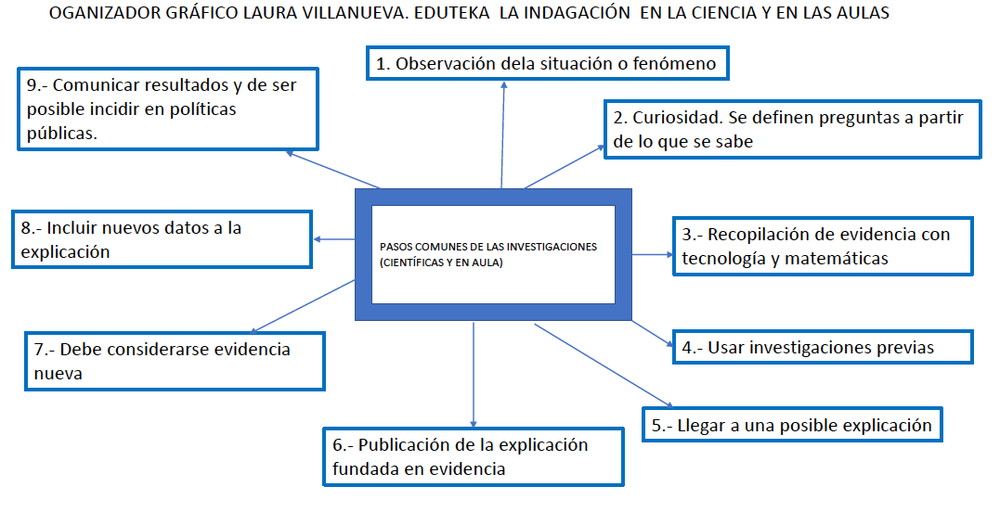 OGANIZADOR GRÁFICO LAURA VILLANUEVA. EDUTEKA LA INDAGACIÓN EN LA CIENCIA Y EN LAS AULAS
1. Observación dela situación o fenómeno
2. Curiosidad. Se definen preguntas a partir
de lo que se sabe
3.- Recopilación de evidencia con
tecnología y matemáticas
4.- Usar investigaciones previas
5.- Llegar a una posible explicación
6.- Publicación de la explicación
fundada en evidencia
7.- Debe considerarse evidencia
nueva
8.- Incluir nuevos datos a la
explicación
9.- Comunicar resultados y de ser
posible incidir en políticas
públicas.
PASOS COMUNES DE LAS INVESTIGACIONES
(CIENTÍFICAS Y EN AULA)